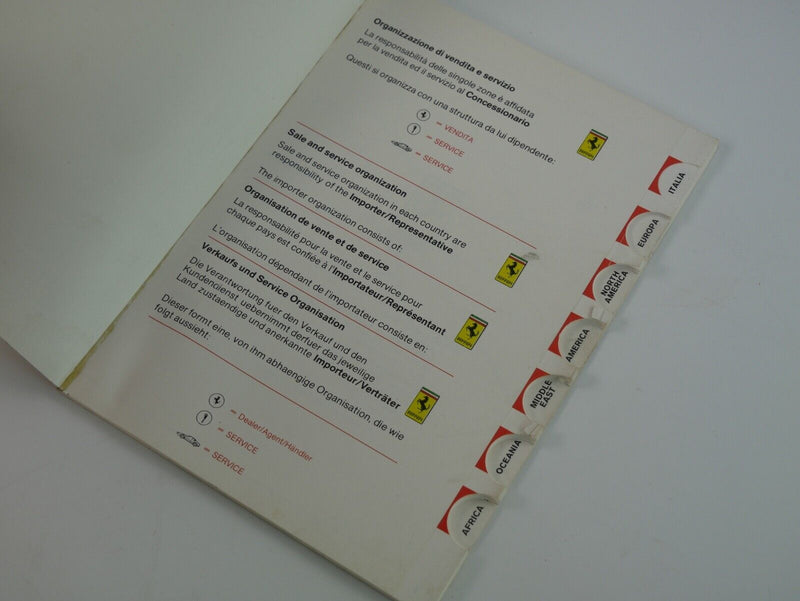 Organizzazione di vendita e servizio
La responsabilità delle singole zone è affidata
per la vendita ed il servizio al Concessionario
Questi si organizza con una struttura da lui dipendente:
= VENDITA
= SERVICE
= SERVICE
Sale and service organization
Sale and service organization in each country are
responsibility of the Importer/Representative
The importer organization consists of:
Organisation de vente et de service
La responsabilité pour la vente et le service pour
chaque pays est confiée à l'Importateur/Représentant
L'organisation dépendant de l'importateur consiste en:
Verkaufs und Service Organisation
Die Verantwortung fuer den Verkauf und den
Kundendienst uebernimmt derfuer das jeweilige
Land zustaendige und anerkannte Importeur/Verträter
Dieser formt eine, von ihm abhaengige Organisation, die wie
folgt aussieht:
= Dealer/Agent/Händler
= SERVICE
= SERVICE
ITALIA
EUROPA
NORTH
AMERICA
AMERICA
MIDDLE
EAST
OCEANIA
AFRICA